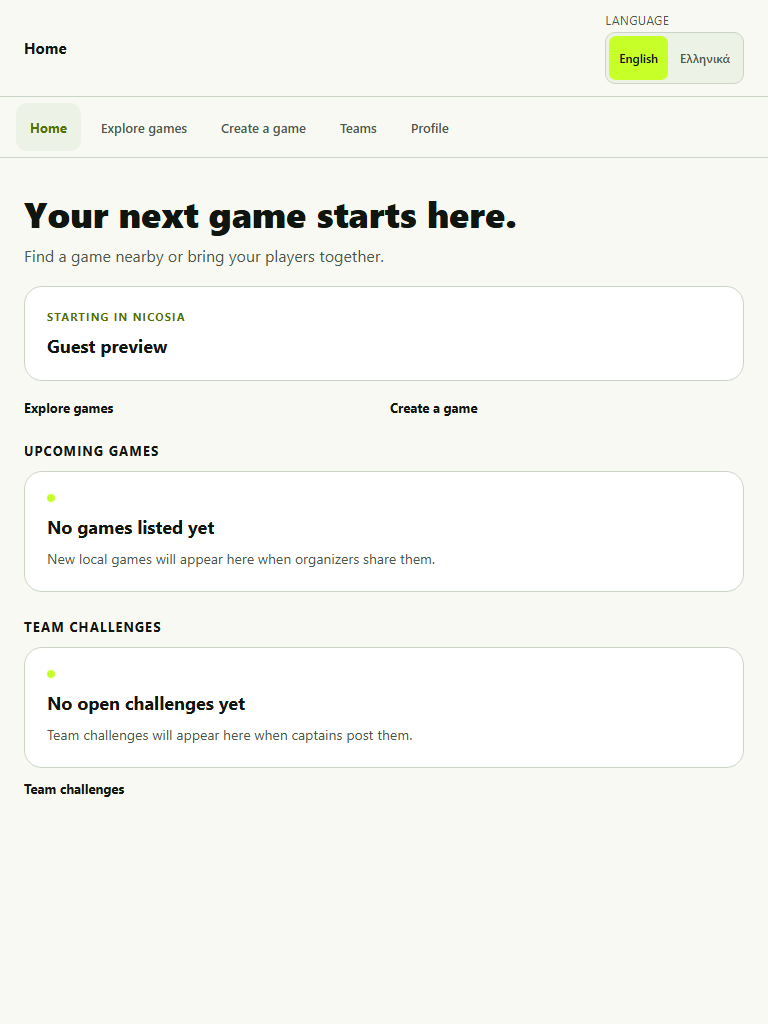 LANGUAGE
Home
English Ελληνικά
Home Explore games Create a game Teams Profile
Your next game starts here.
Find a game nearby or bring your players together.
STARTING IN NICOSIA
Guest preview
Explore games Create a game
UPCOMING GAMES
No games listed yet
New local games will appear here when organizers share them.
TEAM CHALLENGES
No open challenges yet
Team challenges will appear here when captains post them.
Team challenges